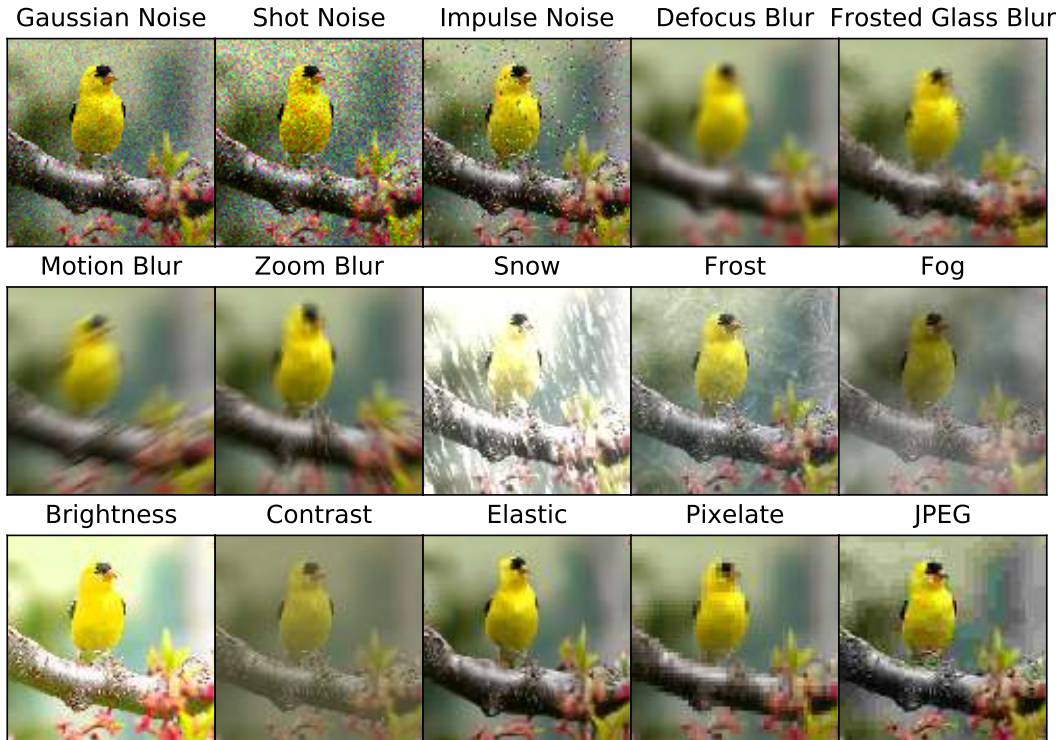 Gaussian Noise Shot Noise Impulse Noise Defocus Blur Frosted Glass Blur
Motion Blur Zoom Blur Snow Frost Fog
Brightness Contrast Elastic Pixelate JPEG